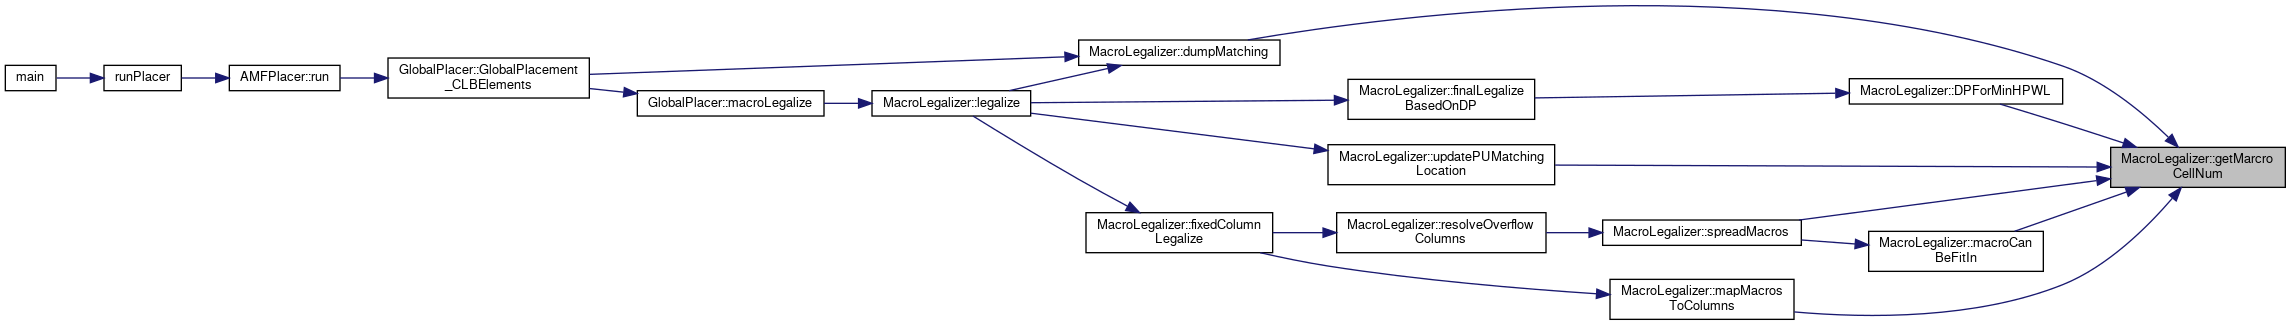 main
runPlacer
AMFPlacer::run
GlobalPlacer::GlobalPlacement
_CLBElements
GlobalPlacer::macroLegalize
MacroLegalizer::dumpMatching
MacroLegalizer::legalize
MacroLegalizer::finalLegalize
BasedOnDP
MacroLegalizer::DPForMinHPWL
MacroLegalizer::updatePUMatching
Location
MacroLegalizer::getMarcro
CellNum
MacroLegalizer::fixedColumn
Legalize
MacroLegalizer::resolveOverflow
Columns
MacroLegalizer::spreadMacros
MacroLegalizer::macroCan
BeFitIn
MacroLegalizer::mapMacros
ToColumns